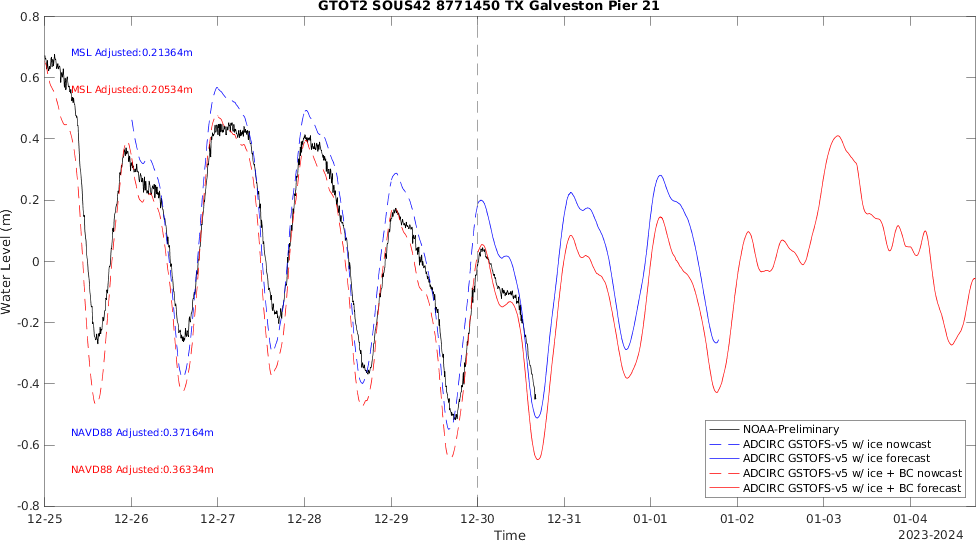 GTOT2 SOUS42 8771450 TX Galveston Pier 21
0.8
0.6
0.4
0.2
0
-0.2
-0.4
-0.6
-0.8
Water Level (m)
MSL Adjusted:0.21364m
MSL Adjusted:0.20534m
NAVD88 Adjusted:0.37164m
NAVD88 Adjusted:0.36334m
NOAA-Preliminary
ADCIRC GSTOFS-v5 w/ ice nowcast
ADCIRC GSTOFS-v5 w/ ice forecast
ADCIRC GSTOFS-v5 w/ ice + BC nowcast
ADCIRC GSTOFS-v5 w/ ice + BC forecast
12-25 12-26 12-27 12-28 12-29 12-30 12-31 01-01 01-02 01-03 01-04
Time
2023-2024